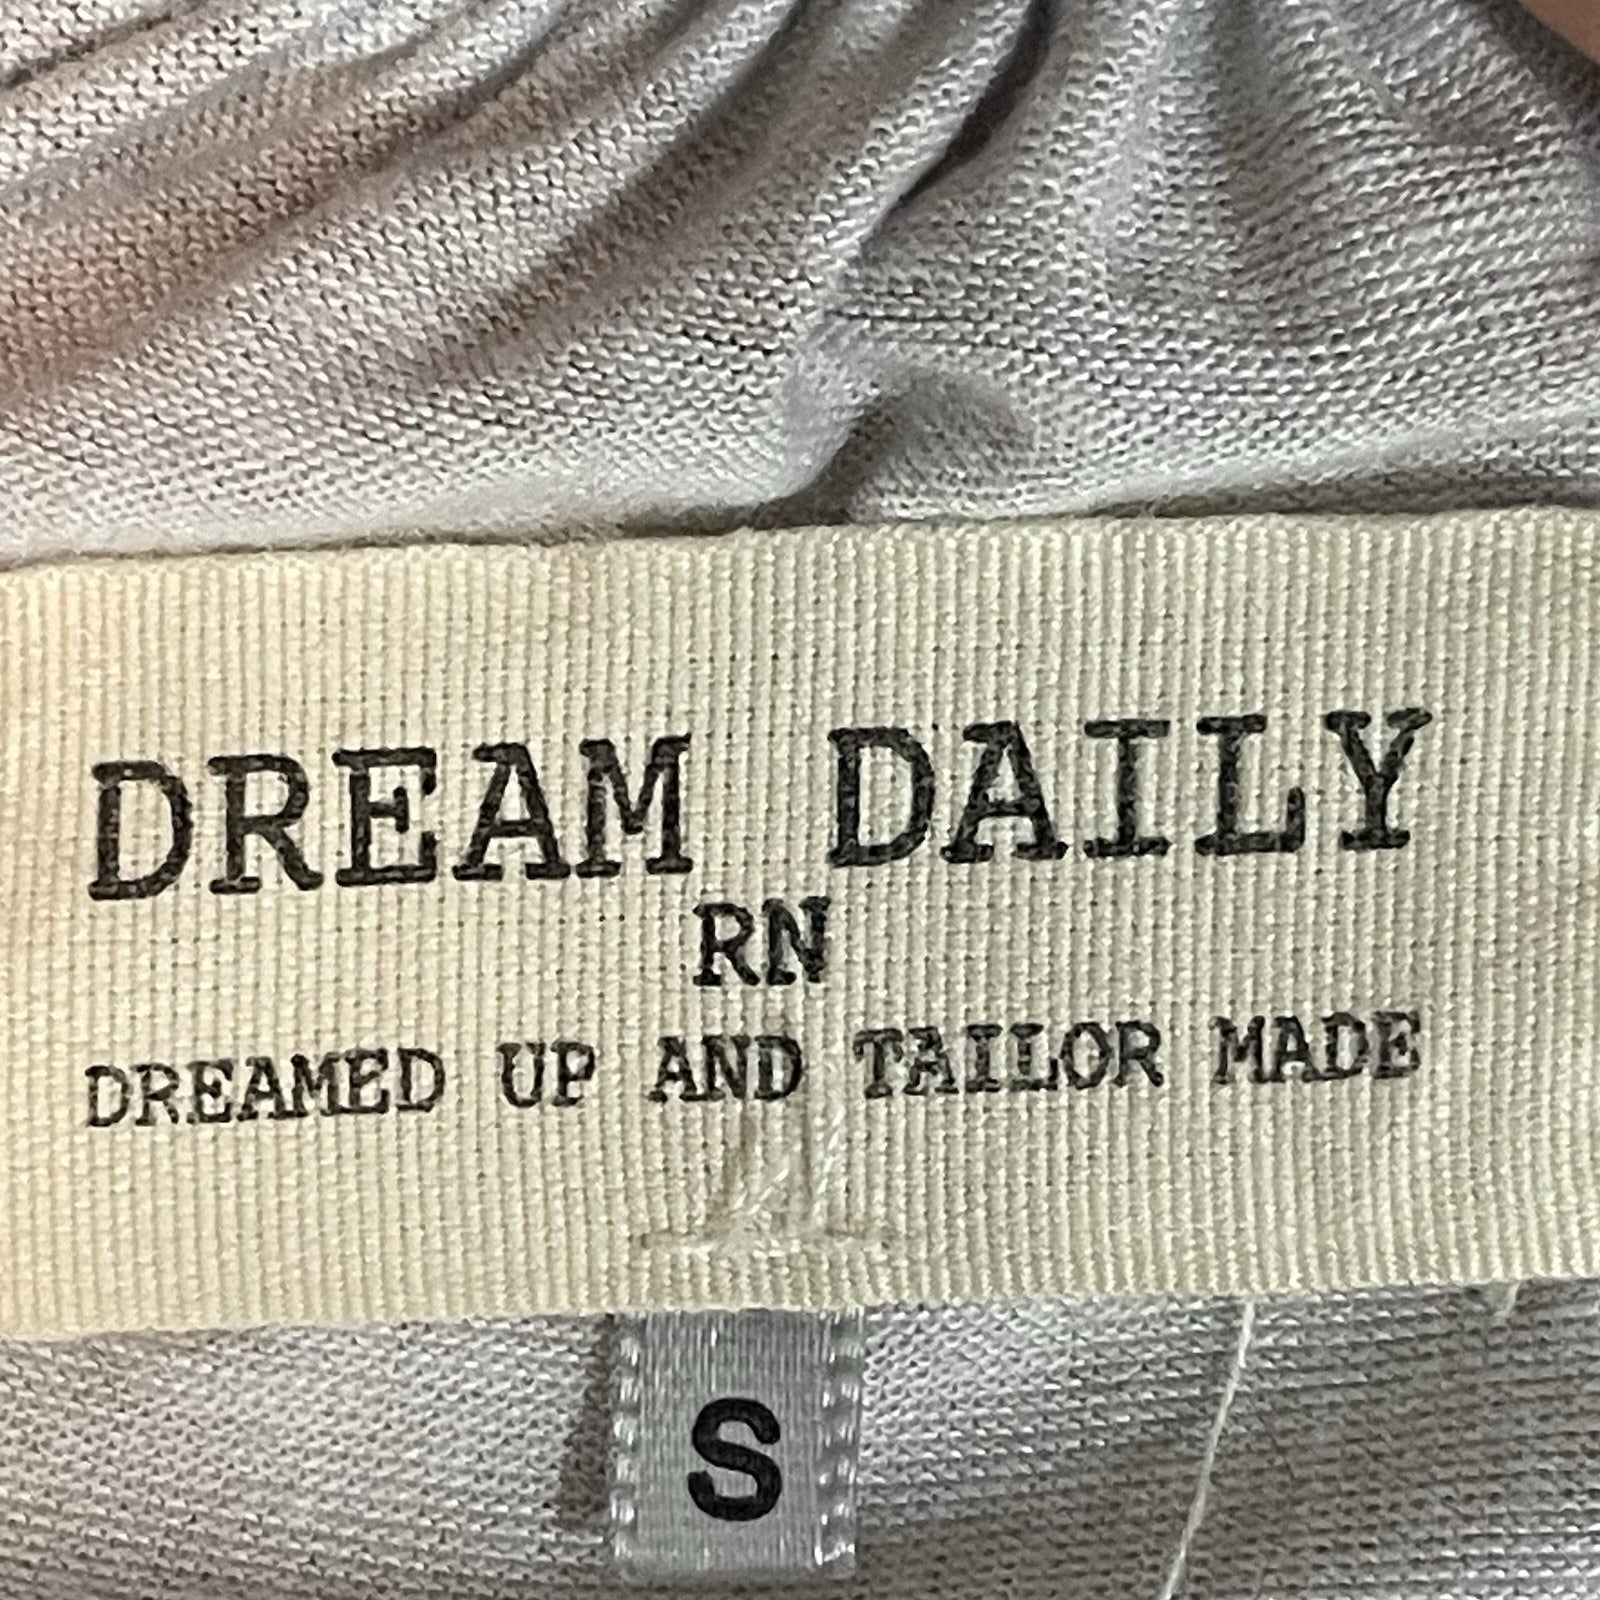 DREAM DAILY
RN
DREAMED UP AND TAILOR MADE
S